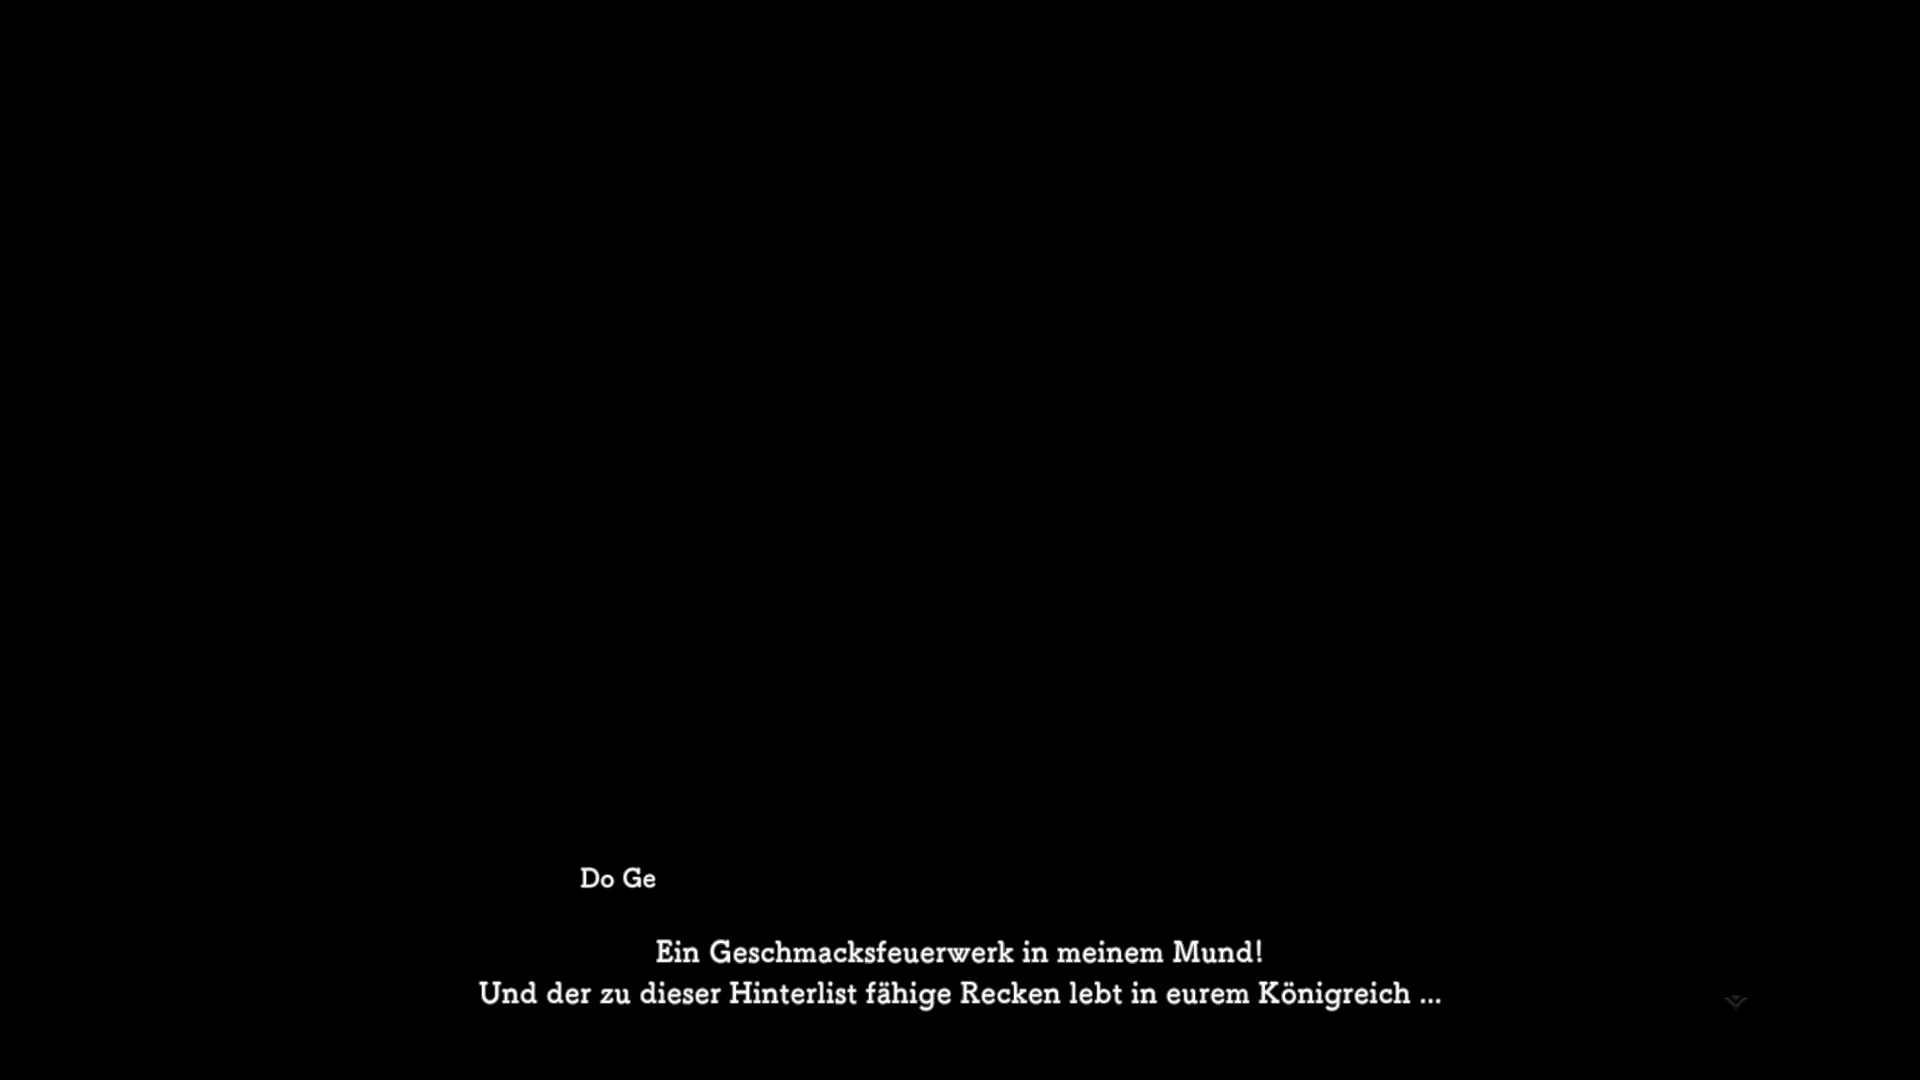 Do Ge
Ein Geschmacksfeuerwerk in meinem Mund!
Und der zu dieser Hinterlist fähige Recken lebt in eurem Königreich ...